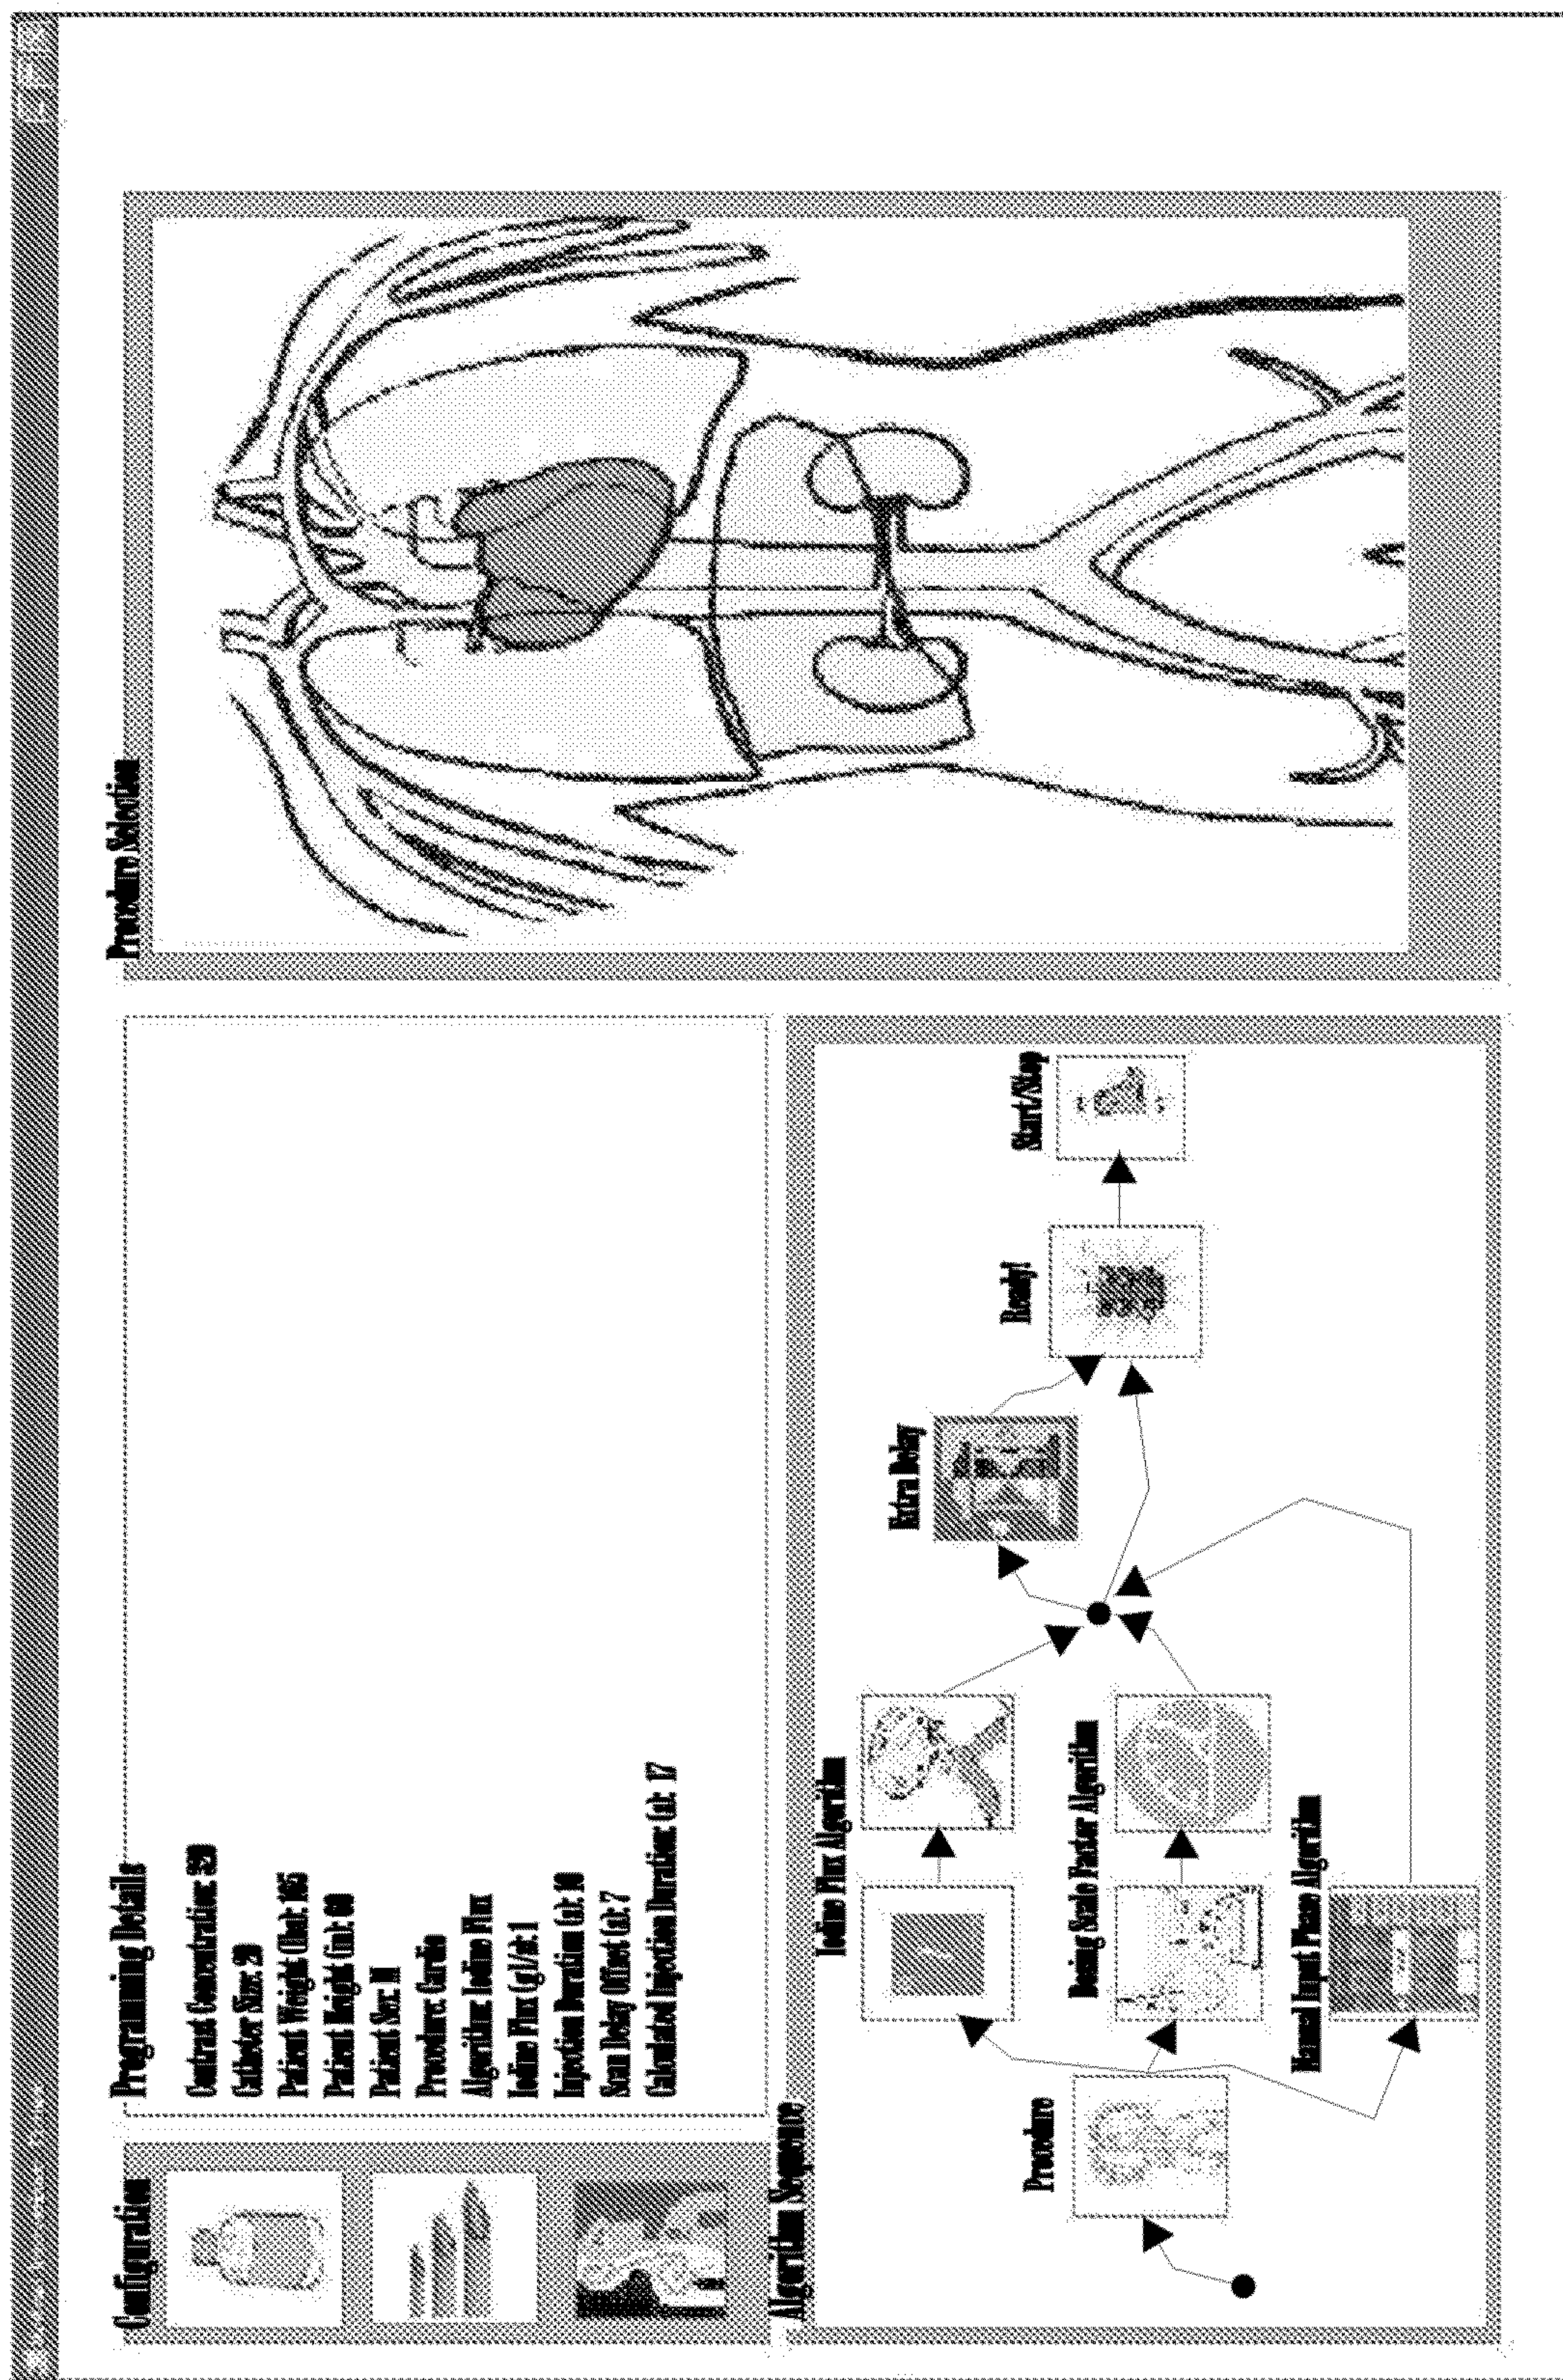 Configuration
Programming Details
Contrast Concentration: 320
Catheter Size: 20
Patient Weight (lbs): 165
Patient Height (in): 60
Patient Sex: M
Procedure: Cardio
Algorithm: Iodine Flux
Iodine Flux (gI/s): 1
Injection Duration (s): 10
Scan Delay Offset (s): 7
Calculated Injection Duration: (s): 17
Procedure Selection
Algorithm Sequence
Procedure
Iodine Flux Algorithm
Dosing Scale Factor Algorithm
Manual Input Phase Algorithm
Extra Delay
Ready!
Start/Stop